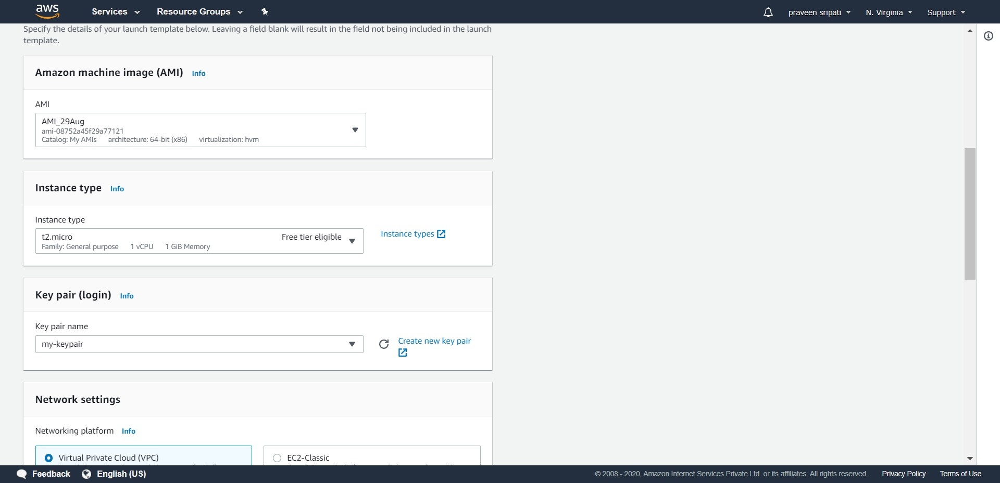 aws Services Resource Groups praveen sripati N. Virginia Support
Specify the details of your launch template below. Leaving a field blank will result in the field not being included in the launch
template.
Amazon machine image (AMI) Info
AMI
AMI_29Aug
ami-08752a45f29a77121
Catalog: My AMIs architecture: 64-bit (x86) virtualization: hvm
Instance type Info
Instance type
t2.micro Free tier eligible
Family: General purpose 1 vCPU 1 GiB Memory
Instance types
Key pair (login) Info
Key pair name
my-keypair
Create new key pair
Network settings
Networking platform Info
Virtual Private Cloud (VPC) EC2-Classic
Feedback English (US) © 2008 - 2020, Amazon Internet Services Private Ltd. or its affiliates. All rights reserved. Privacy Policy Terms of Use